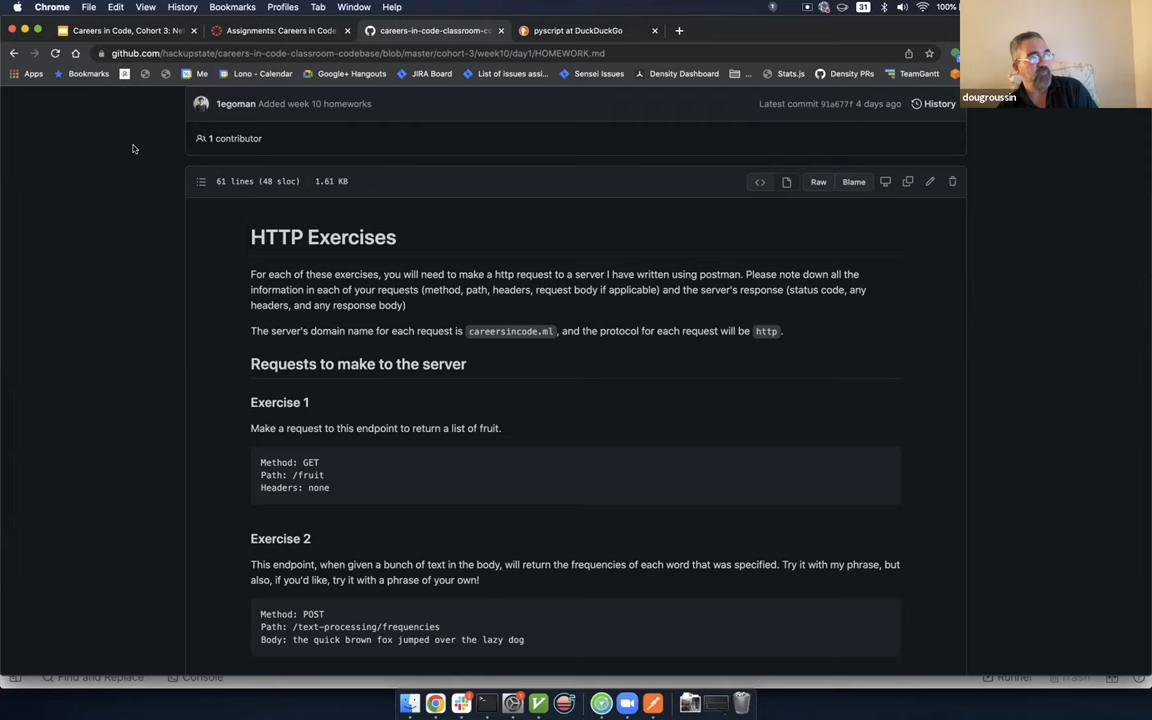 Chrome File Edit View History Bookmarks Profiles Tab Window Help 31 100%
Careers in Code, Cohort 3: Ne
Assignments: Careers in Code
careers-in-code-classroom-co
pyscript at DuckDuckGo
github.com/hackupstate/careers-in-code-classroom-codebase/blob/master/cohort-3/week10/day1/HOMEWORK.md
Apps Bookmarks Me Lono - Calendar Google+ Hangouts JIRA Board List of issues assi... Sensei Issues Density Dashboard ... Stats.js Density PRs TeamGantt
dougroussin
1egoman Added week 10 homeworks
Latest commit 91a677f 4 days ago History
1 contributor
61 lines (48 sloc) 1.61 KB
Raw Blame
HTTP Exercises
For each of these exercises, you will need to make a http request to a server I have written using postman. Please note down all the
information in each of your requests (method, path, headers, request body if applicable) and the server's response (status code, any
headers, and any response body)
The server's domain name for each request is careersincode.ml, and the protocol for each request will be http.
Requests to make to the server
Exercise 1
Make a request to this endpoint to return a list of fruit.
Method: GET
Path: /fruit
Headers: none
Exercise 2
This endpoint, when given a bunch of text in the body, will return the frequencies of each word that was specified. Try it with my phrase, but
also, if you'd like, try it with a phrase of your own!
Method: POST
Path: /text-processing/frequencies
Body: the quick brown fox jumped over the lazy dog
Find and Replace Console Runner Trash